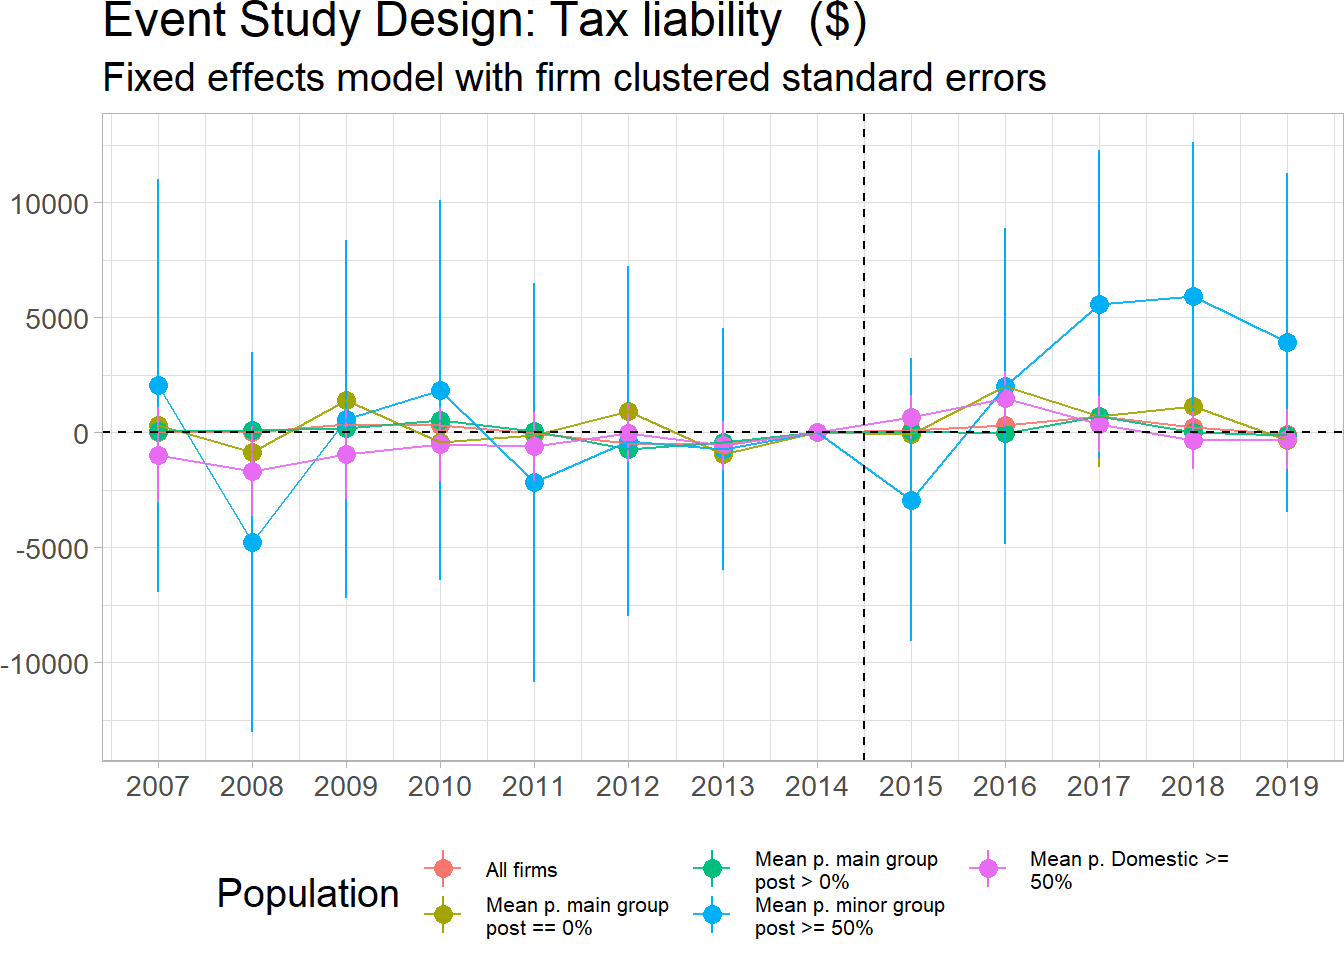 Event Study Design: Tax liability  ($)
Fixed effects model with firm clustered standard errors
10000
5000
0
-5000
-10000
2007 2008 2009 2010 2011 2012 2013 2014 2015 2016 2017 2018 2019
Population
All firms
Mean p. main group
post == 0%
Mean p. main group
post > 0%
Mean p. minor group
post >= 50%
Mean p. Domestic >=
50%